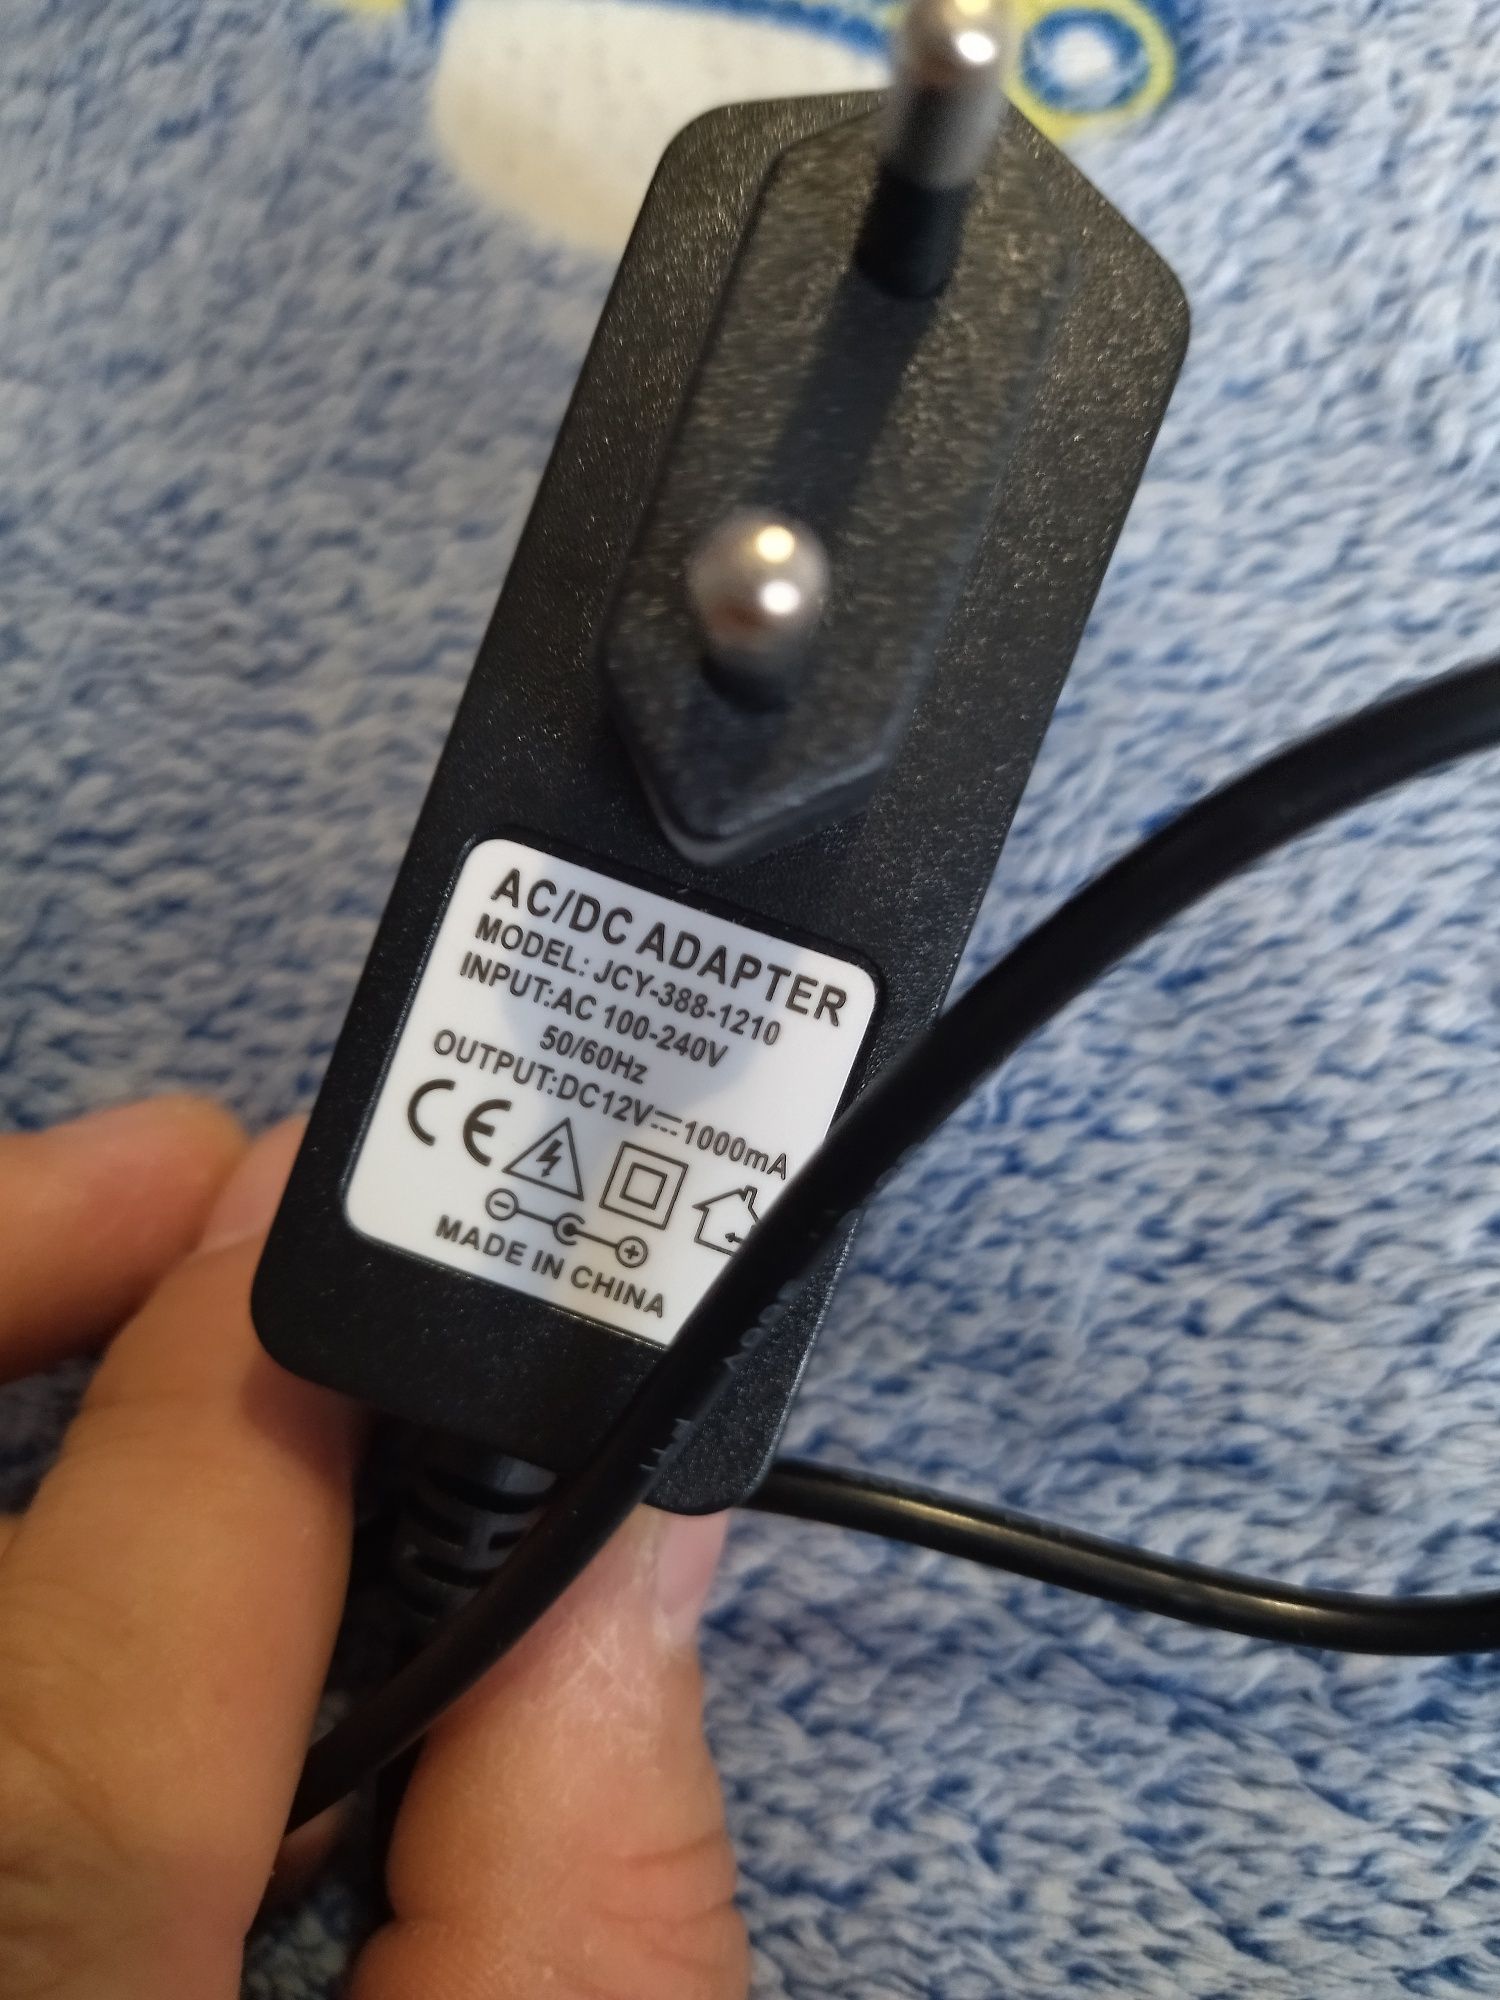 AC/DC ADAPTER
MODEL: JCY-388-1210
INPUT:AC 100-240V
50/60Hz
OUTPUT:DC12V⎓1000mA
CE
MADE IN CHINA